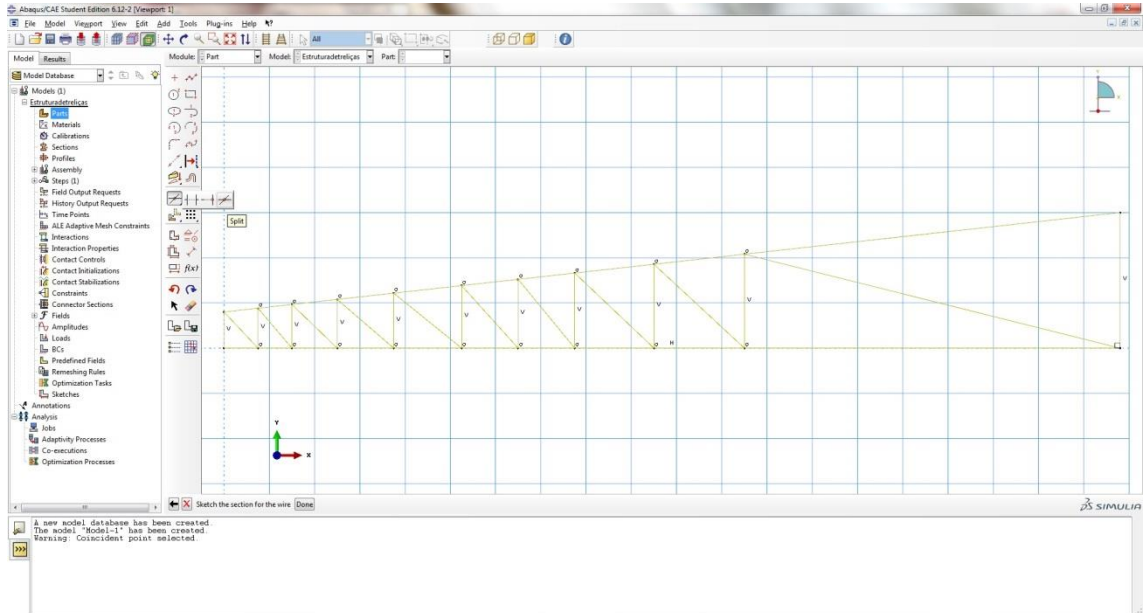 Abaqus/CAE Student Edition 6.12-2 [Viewport: 1]
File Model Viewport View Edit Add Tools Plug-ins Help
All
Model Results
Module: Part Model: Estruturadetreliças Part:
Model Database
Models (1)
Estruturadetreliças
Parts
Materials
Calibrations
Sections
Profiles
Assembly
Steps (1)
Field Output Requests
History Output Requests
Time Points
ALE Adaptive Mesh Constraints
Interactions
Interaction Properties
Contact Controls
Contact Initializations
Contact Stabilizations
Constraints
Connector Sections
Fields
Amplitudes
Loads
BCs
Predefined Fields
Remeshing Rules
Optimization Tasks
Sketches
Annotations
Analysis
Jobs
Adaptivity Processes
Co-executions
Optimization Processes
f(x)
Split
V V V V V V V V V V V
H
Y
X
Sketch the section for the wire Done
SIMULIA
A new model database has been created.
The model "Model-1" has been created.
Warning: Coincident point selected.